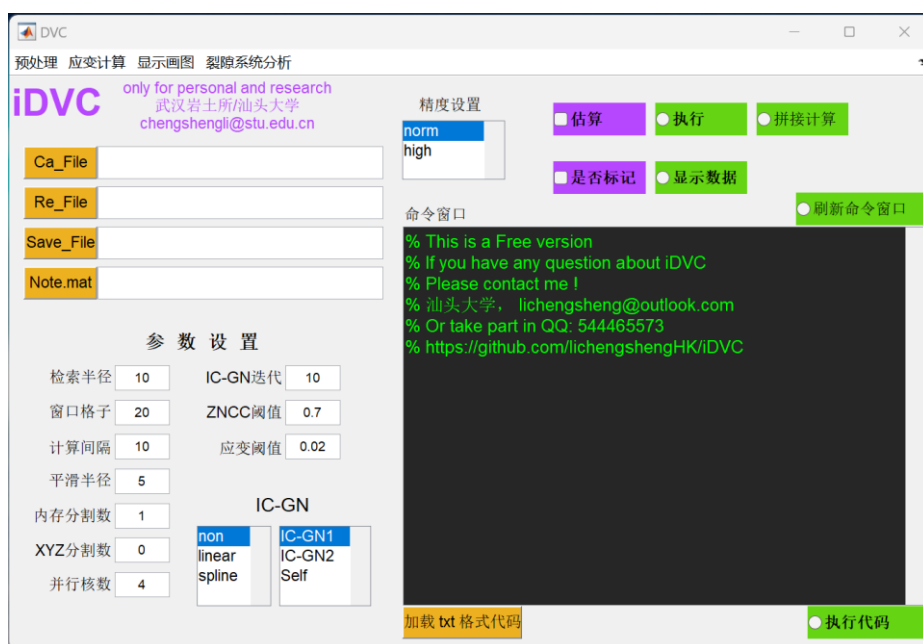 DVC
预处理 应变计算 显示画图 裂隙系统分析
iDVC
only for personal and research
武汉岩土所/汕头大学
chengshengli@stu.edu.cn
Ca_File
Re_File
Save_File
Note.mat
参 数 设 置
检索半径 10
IC-GN迭代 10
窗口格子 20
ZNCC阈值 0.7
计算间隔 10
应变阈值 0.02
平滑半径 5
内存分割数 1
XYZ分割数 0
并行核数 4
IC-GN
non
linear
spline
IC-GN1
IC-GN2
Self
精度设置
norm
high
估算
执行
拼接计算
是否标记
显示数据
刷新命令窗口
命令窗口
% This is a Free version
% If you have any question about iDVC
% Please contact me !
% 汕头大学， lichengsheng@outlook.com
% Or take part in QQ: 544465573
% https://github.com/lichengshengHK/iDVC
加载 txt 格式代码
执行代码